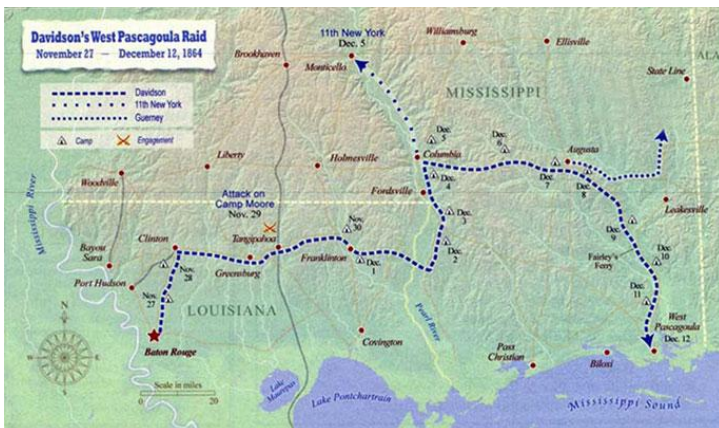 Davidson's West Pascagoula Raid
November 27 — December 12, 1864
Davidson
11th New York
Guerney
Camp
Engagement
11th New York
Dec. 5
Monticello
Brookhaven
Williamsburg
Ellisville
ALA
State Line
MISSISSIPPI
Dec.
5
Dec.
6
Augusta
Columbia
Dec.
7
Dec.
8
Dec.
4
Liberty
Holmesville
Woodville
Fordsville
Leakesville
Attack on
Camp Moore
Nov. 29
Nov.
30
Dec.
3
Dec.
9
Mississippi River
Bayou
Sara
Clinton
Tangipahoa
Greensburg
Franklinton
Dec.
1
Dec.
2
Fairley's
Ferry
Dec.
10
Port Hudson
Nov.
28
Nov.
27
LOUISIANA
Pearl River
Dec.
11
West
Pascagoula
Dec. 12
N
Baton Rouge
Covington
Pass
Christian
Biloxi
Scale in miles
0
20
Lake
Maurepas
Lake Pontchartrain
Mississippi Sound